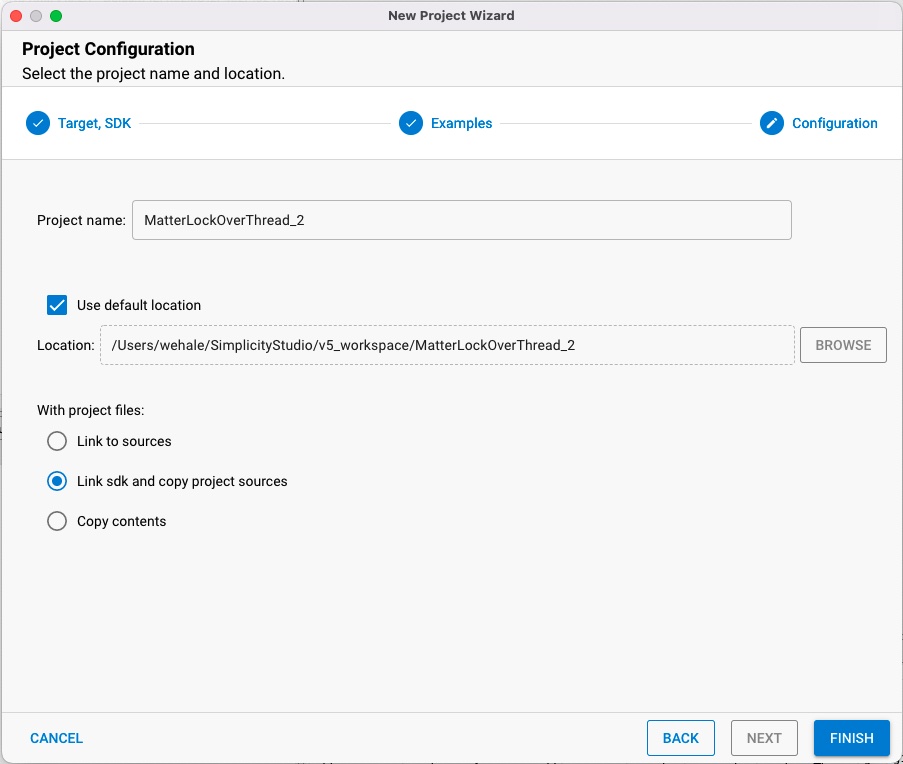 New Project Wizard
Project Configuration
Select the project name and location.
Target, SDK
Examples
Configuration
Project name:
MatterLockOverThread_2
Use default location
Location:
/Users/wehale/SimplicityStudio/v5_workspace/MatterLockOverThread_2
BROWSE
With project files:
Link to sources
Link sdk and copy project sources
Copy contents
CANCEL
BACK
NEXT
FINISH